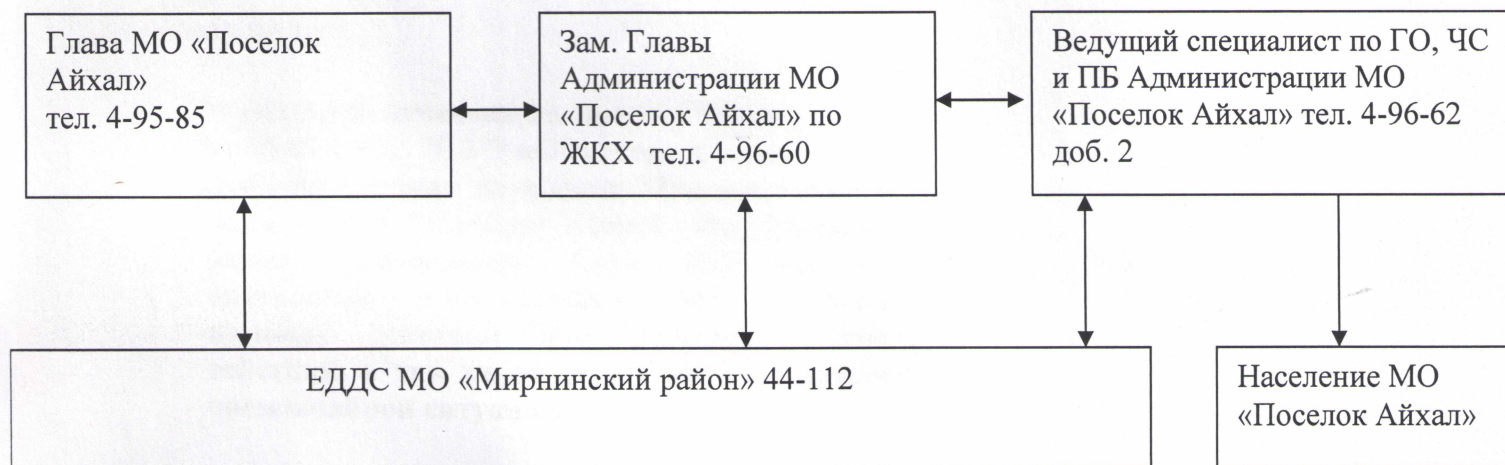 Глава МО «Поселок
Айхал»
тел. 4-95-85
Зам. Главы
Администрации МО
«Поселок Айхал» по
ЖКХ тел. 4-96-60
Ведущий специалист по ГО, ЧС
и ПБ Администрации МО
«Поселок Айхал» тел. 4-96-62
доб. 2
ЕДДС МО «Мирнинский район» 44-112
Население МО
«Поселок Айхал»